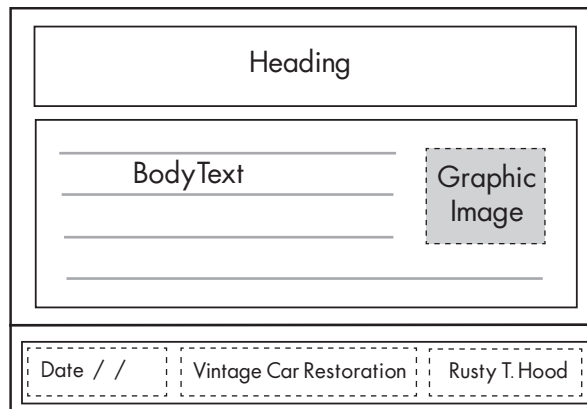 Heading
BodyText
Graphic
Image
Date / /
Vintage Car Restoration
Rusty T. Hood